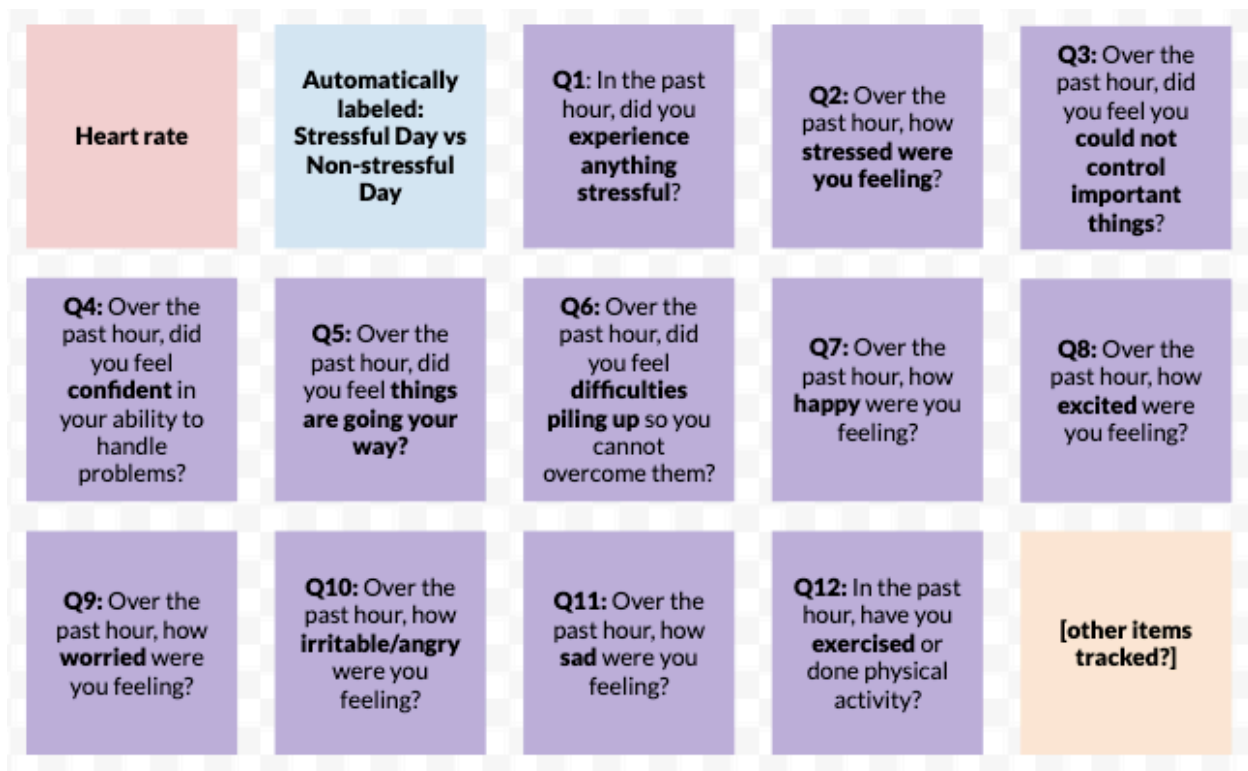 Heart rate
Automatically
labeled:
Stressful Day vs
Non-stressful
Day
Q1: In the past
hour, did you
experience
anything
stressful?
Q2: Over the
past hour, how
stressed were
you feeling?
Q3: Over the
past hour, did
you feel you
could not
control
important
things?
Q4: Over the
past hour, did
you feel
confident in
your ability to
handle
problems?
Q5: Over the
past hour, did
you feel things
are going your
way?
Q6: Over the
past hour, did
you feel
difficulties
piling up so you
cannot
overcome them?
Q7: Over the
past hour, how
happy were you
feeling?
Q8: Over the
past hour, how
excited were
you feeling?
Q9: Over the
past hour, how
worried were
you feeling?
Q10: Over the
past hour, how
irritable/angry
were you
feeling?
Q11: Over the
past hour, how
sad were you
feeling?
Q12: In the past
hour, have you
exercised or
done physical
activity?
[other items
tracked?]